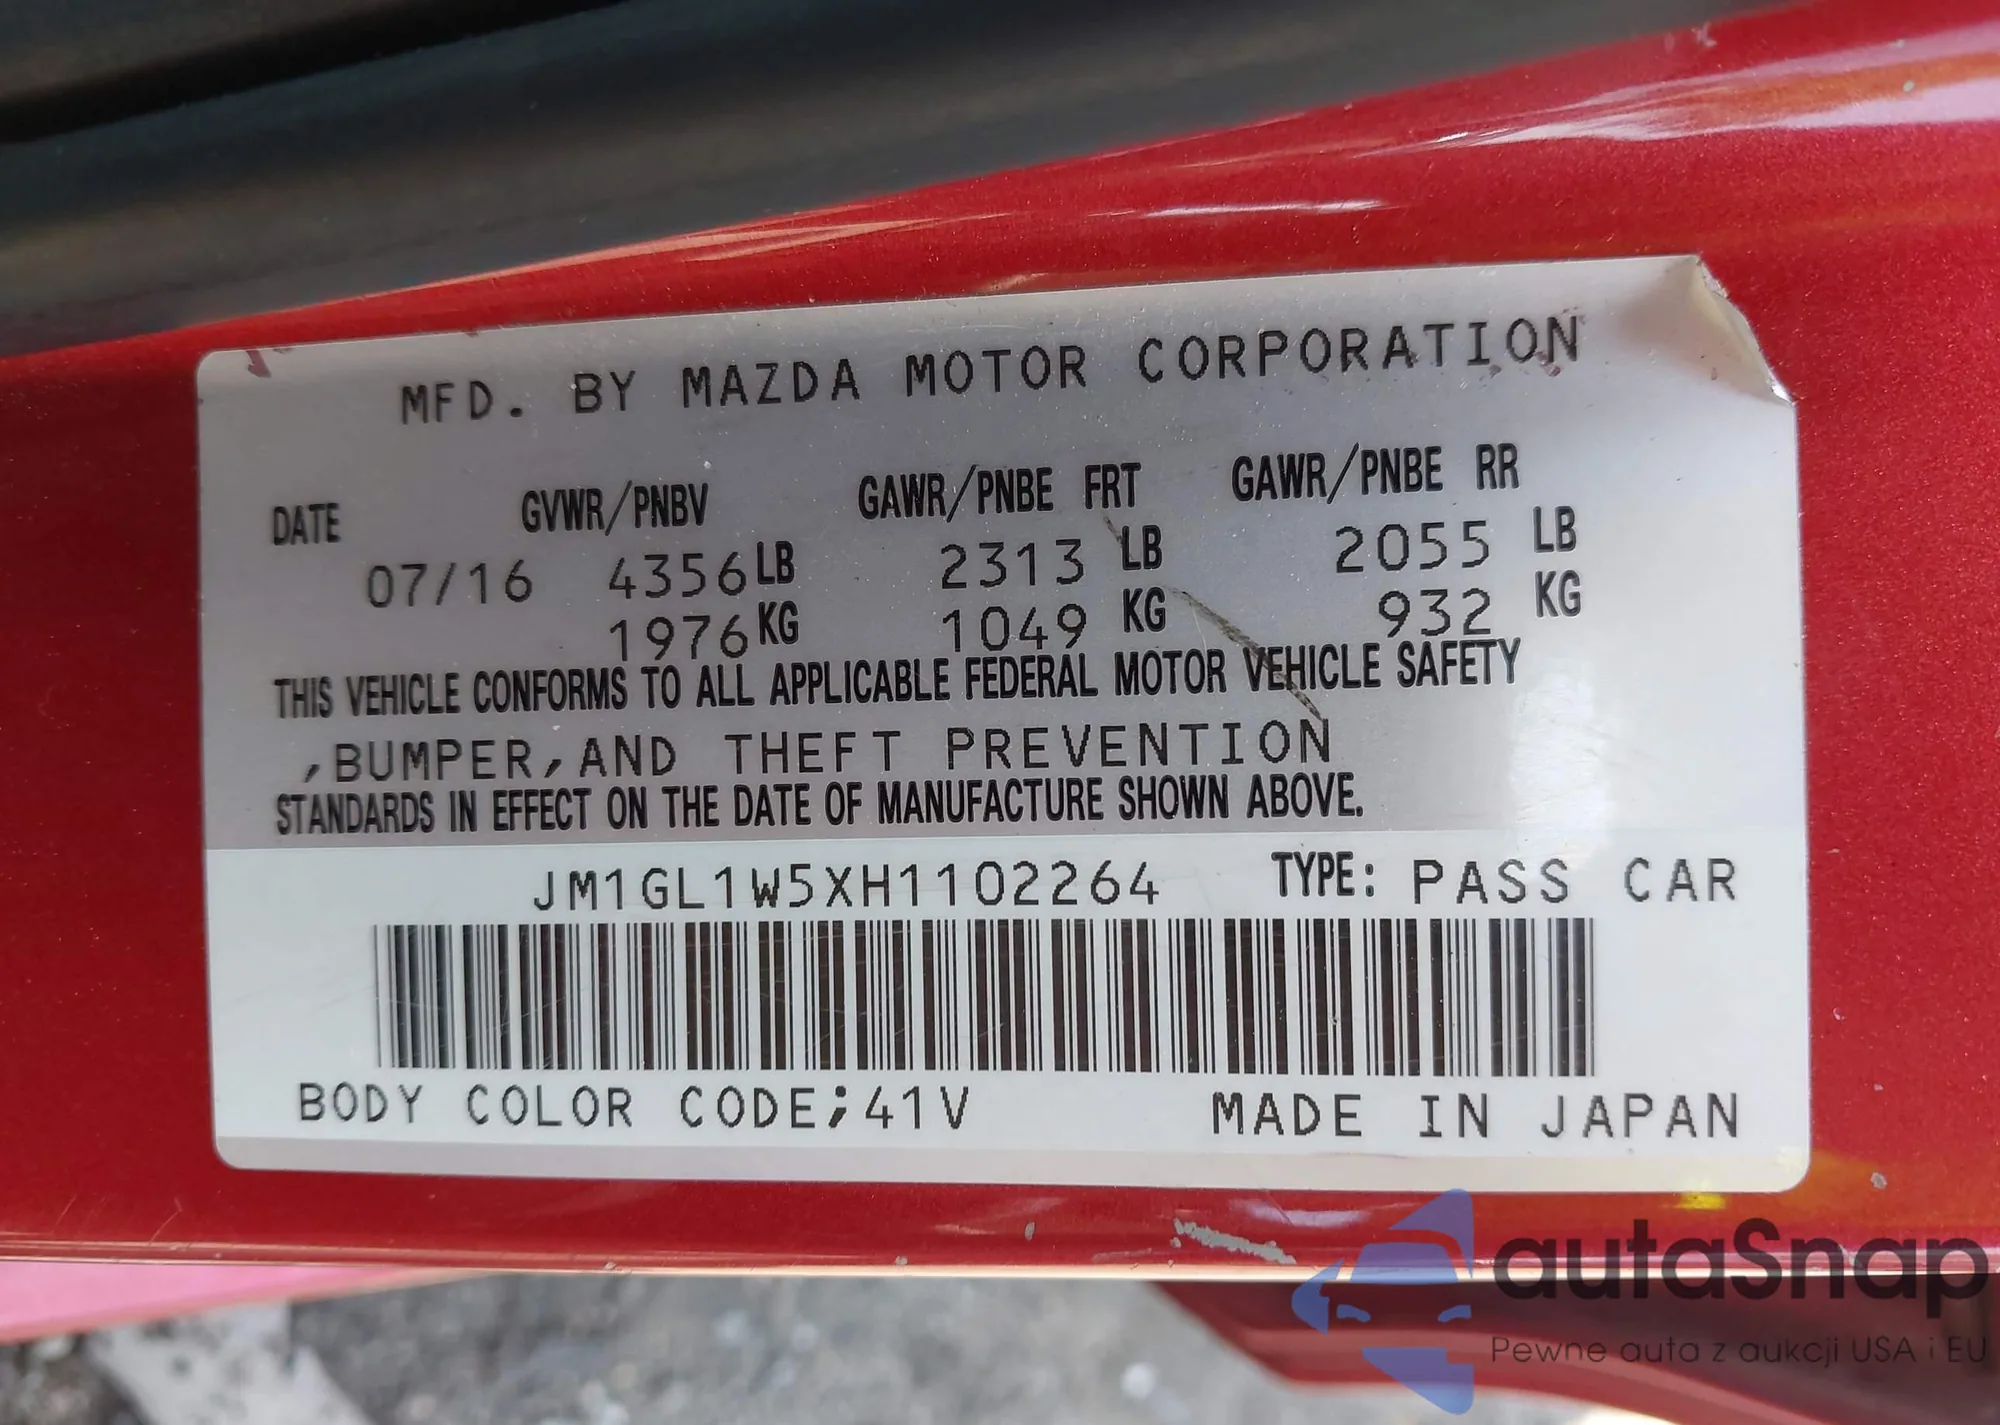 MFD. BY MAZDA MOTOR CORPORATION
DATE GVWR/PNBV GAWR/PNBE FRT GAWR/PNBE RR
07/16 4356LB 2313 LB 2055 LB
1976KG 1049 KG 932 KG
THIS VEHICLE CONFORMS TO ALL APPLICABLE FEDERAL MOTOR VEHICLE SAFETY
,BUMPER,AND THEFT PREVENTION
STANDARDS IN EFFECT ON THE DATE OF MANUFACTURE SHOWN ABOVE.
JM1GL1W5XH1102264 TYPE: PASS CAR
BODY COLOR CODE;41V MADE IN JAPAN
autaSnap
Pewne auta z aukcji USA i EU